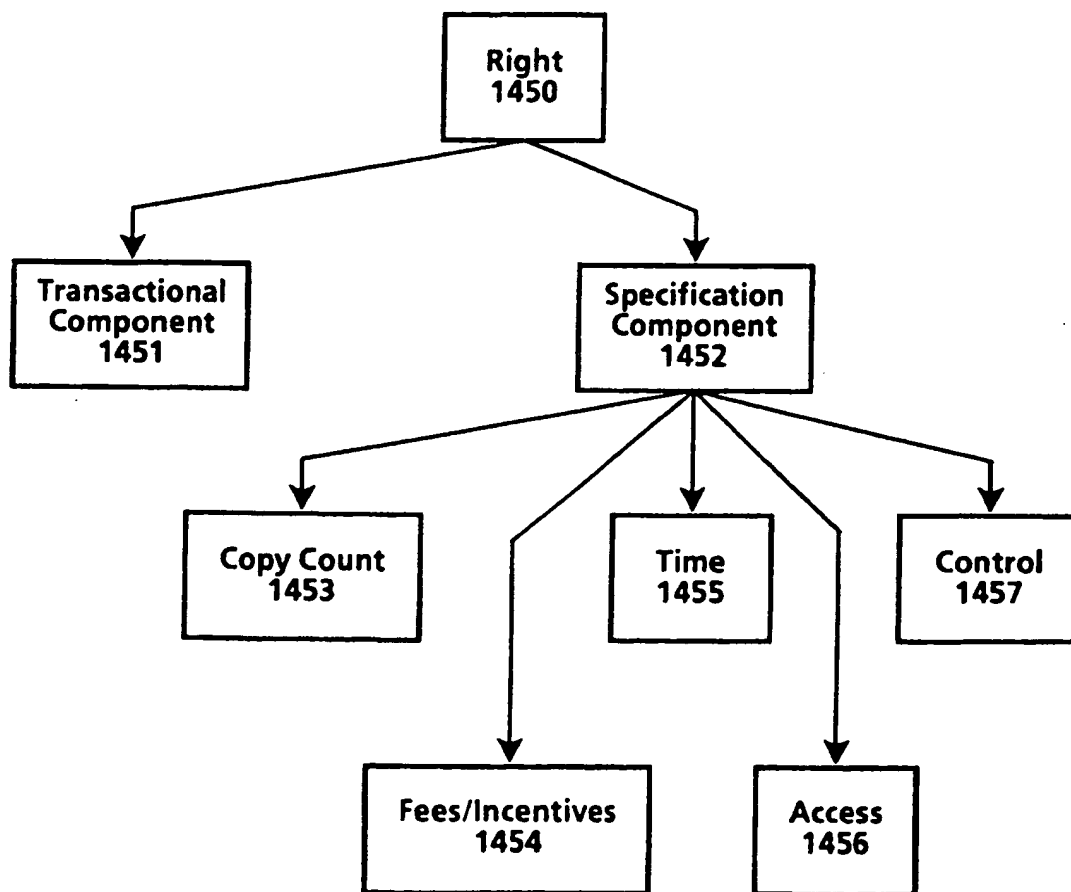 Right
1450
Transactional
Component
1451
Specification
Component
1452
Copy Count
1453
Time
1455
Control
1457
Fees/Incentives
1454
Access
1456